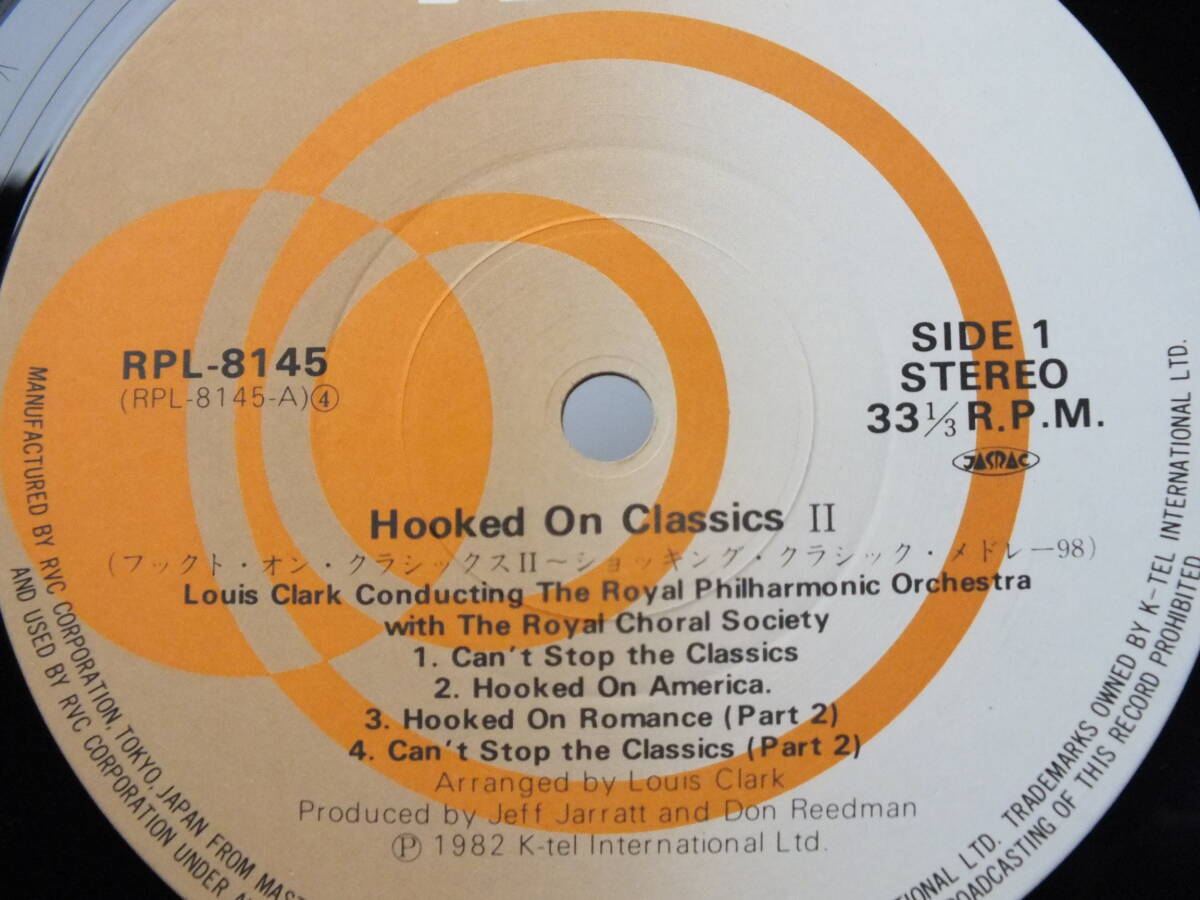 RPL-8145
(RPL-8145-A)④
SIDE 1
STEREO
33 1/3 R.P.M.
JASRAC
Hooked On Classics II
(フックト・オン・クラシックスII～ショッキング・クラシック・メドレー98)
Louis Clark Conducting The Royal Philharmonic Orchestra
with The Royal Choral Society
1. Can't Stop the Classics
2. Hooked On America.
3. Hooked On Romance (Part 2)
4. Can't Stop the Classics (Part 2)
Arranged by Louis Clark
Produced by Jeff Jarratt and Don Reedman
Ⓟ 1982 K-tel International Ltd.
MANUFACTURED BY RVC CORPORATION, TOKYO, JAPAN FROM
AND USED BY RVC CORPORATION UNDER
LTD. TRADEMARKS OWNED BY K-TEL INTERNATIONAL LTD.
OF THIS RECORD PROHIBITED